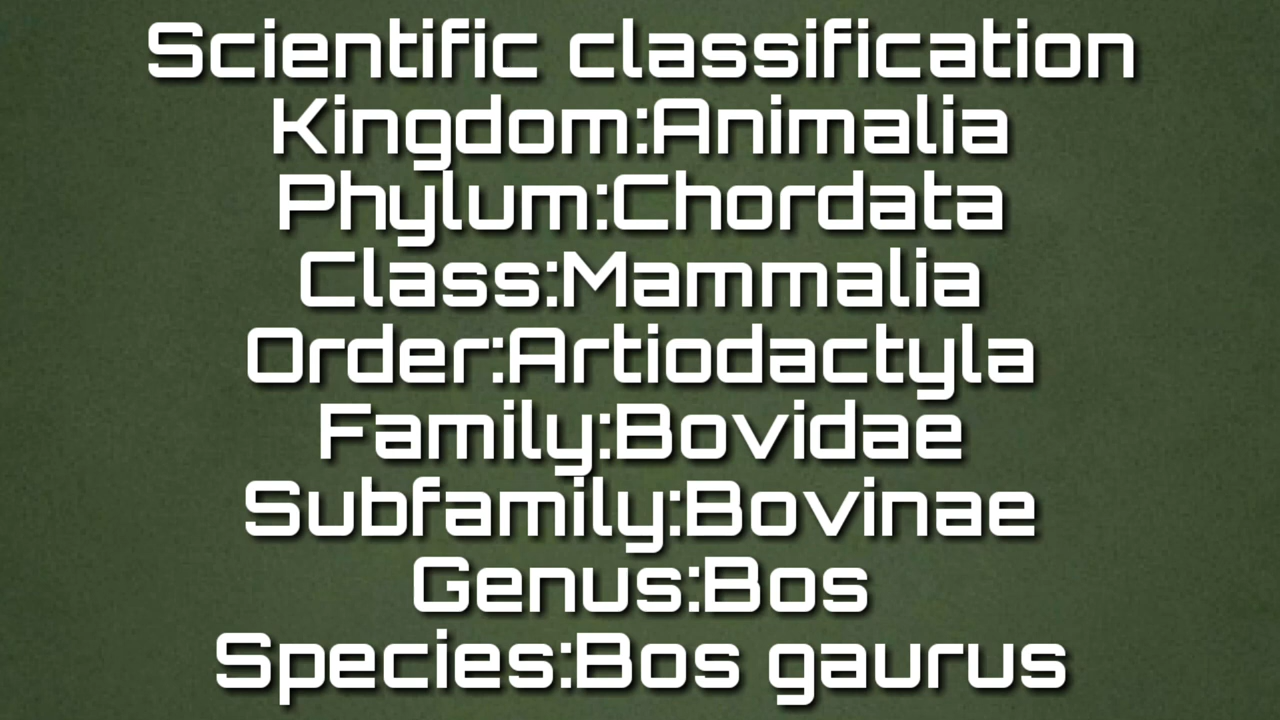 Scientific classification
Kingdom:Animalia
Phylum:Chordata
Class:Mammalia
Order:Artiodactyla
Family:Bovidae
Subfamily:Bovinae
Genus:Bos
Species:Bos gaurus